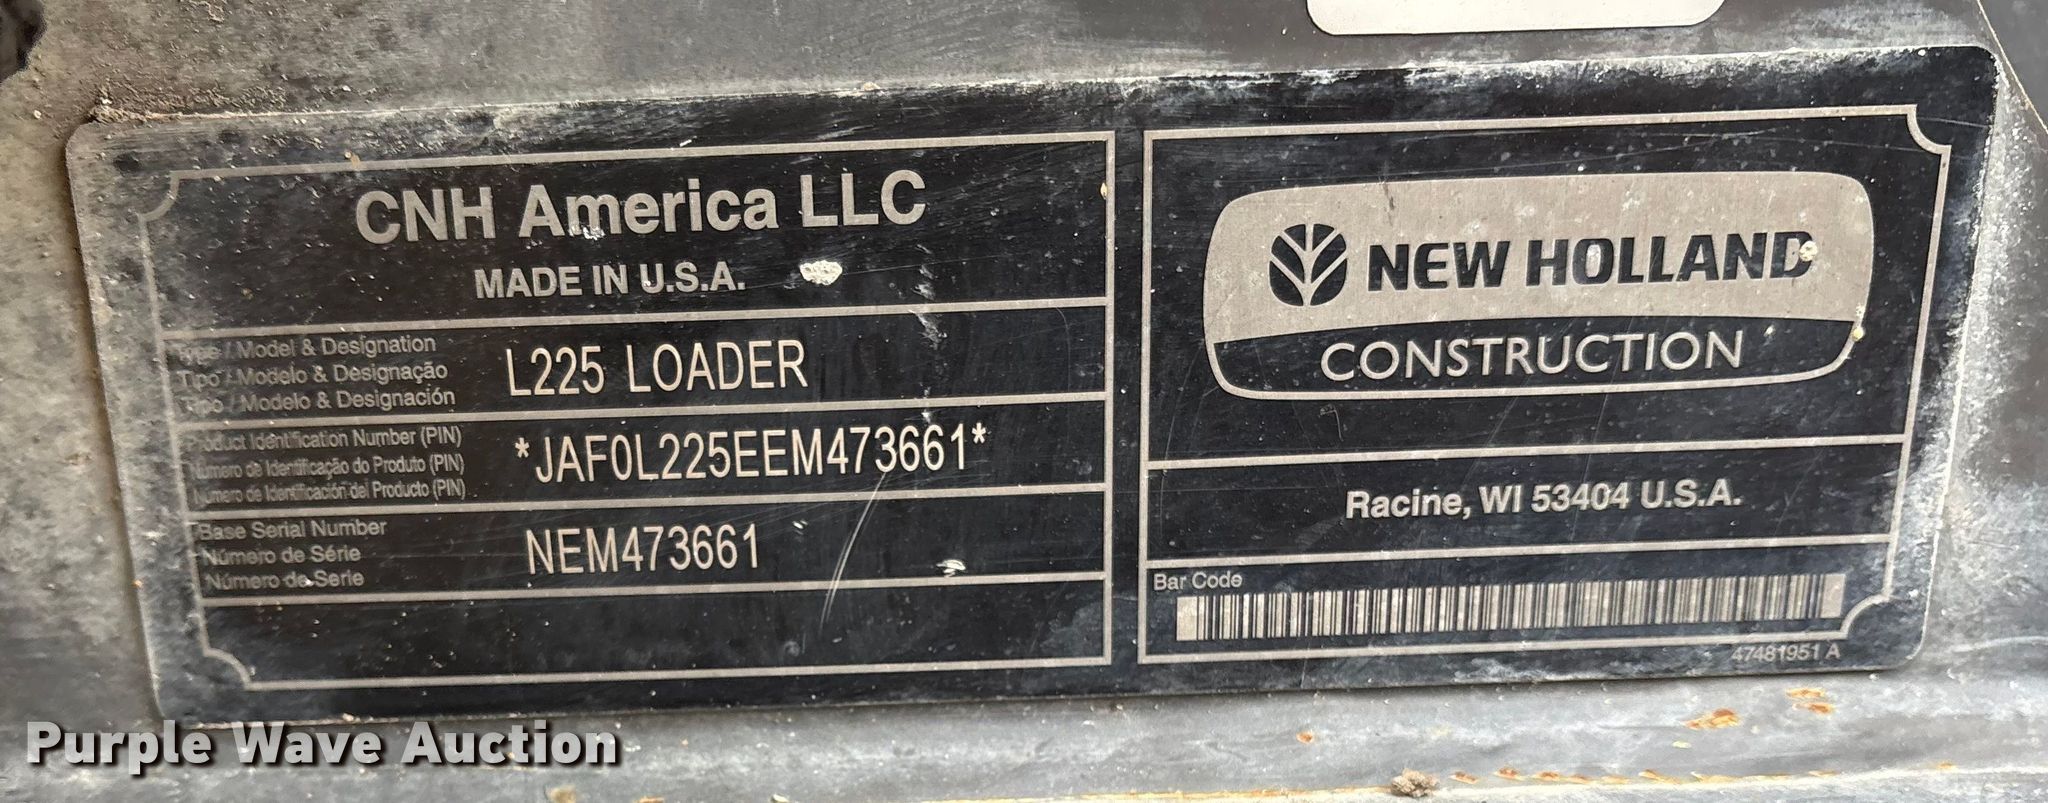 CNH America LLC
MADE IN U.S.A.
Type / Model & Designation
Tipo / Modelo & Designação
Tipo / Modelo & Designación
L225 LOADER
Product Identification Number (PIN)
Número de Identificação do Produto (PIN)
Número de Identificación del Producto (PIN)
*JAF0L225EEM473661*
Base Serial Number
Número de Série
Número de Serie
NEM473661
NEW HOLLAND
CONSTRUCTION
Racine, WI 53404 U.S.A.
Bar Code
47481951 A
Purple Wave Auction